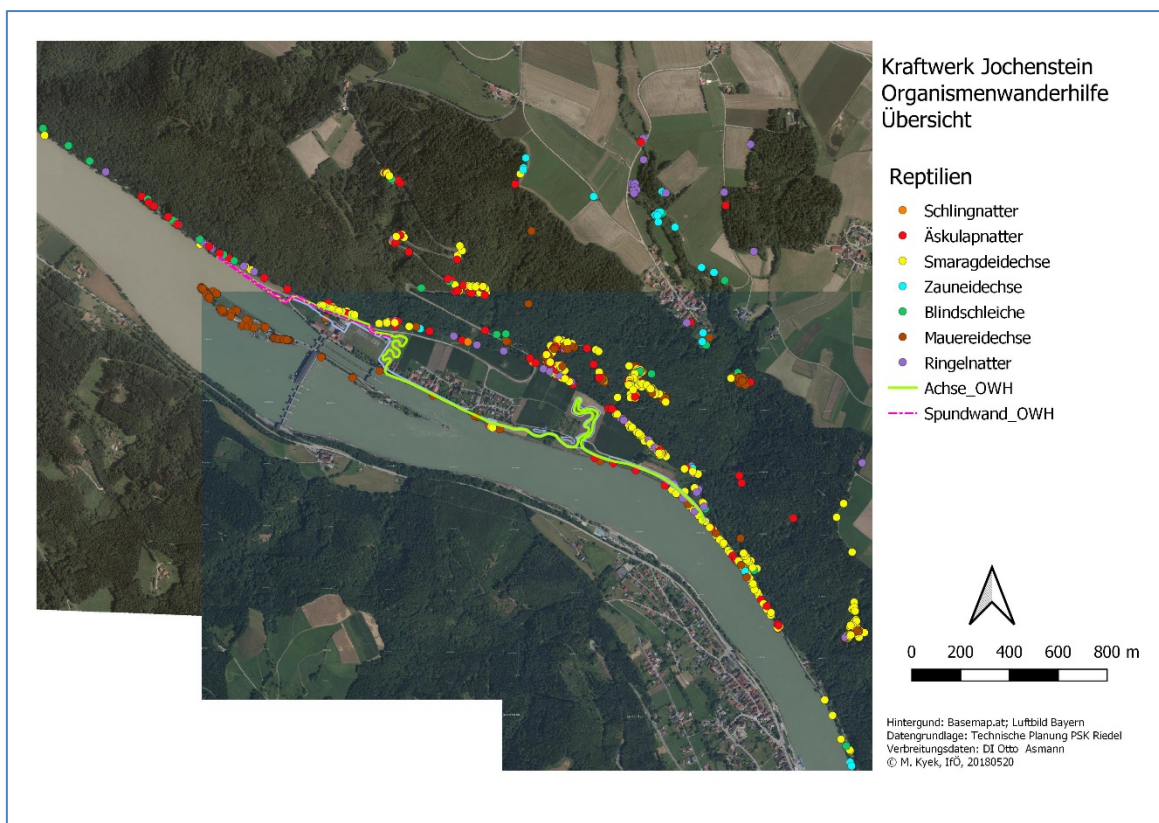 Kraftwerk Jochenstein
Organismenwanderhilfe
Übersicht
Reptilien
Schlingnatter
Äskulapnatter
Smaragdeidechse
Zauneidechse
Blindschleiche
Mauereidechse
Ringelnatter
Achse_OWH
Spundwand_OWH
0 200 400 600 800 m
Hintergund: Basemap.at; Luftbild Bayern
Datengrundlage: Technische Planung PSK Riedel
Verbreitungsdaten: DI Otto Asmann
© M. Kyek, IfÖ, 20180520